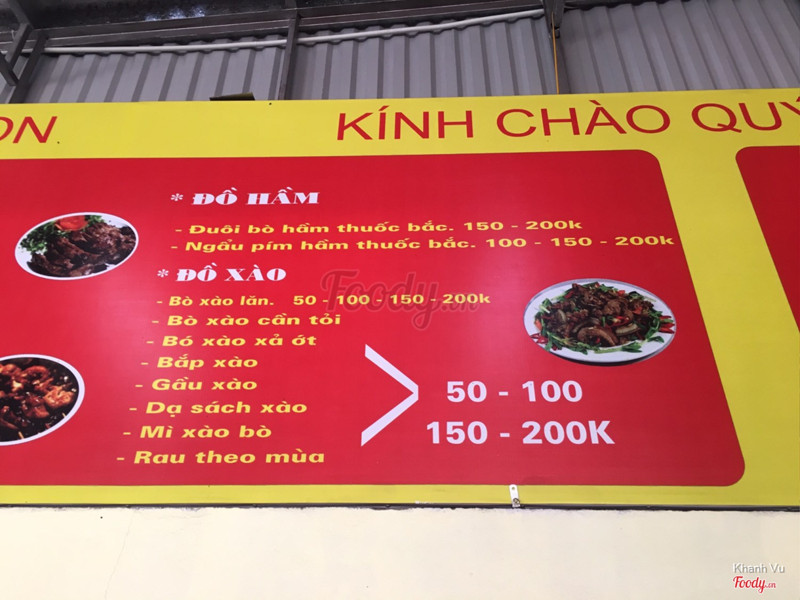 ON
KÍNH CHÀO QUÝ
* ĐỒ HẦM
- Đuôi bò hầm thuốc bắc. 150 - 200k
- Ngẩu pím hầm thuốc bắc. 100 - 150 - 200k
* ĐỒ XÀO
- Bò xào lăn. 50 - 100 - 150 - 200k
- Bò xào cần tỏi
- Bó xào xả ớt
- Bắp xào
- Gầu xào
- Dạ sách xào
- Mì xào bò
- Rau theo mùa
50 - 100
150 - 200K
Foody.vn
Khanh Vu
Foody.vn